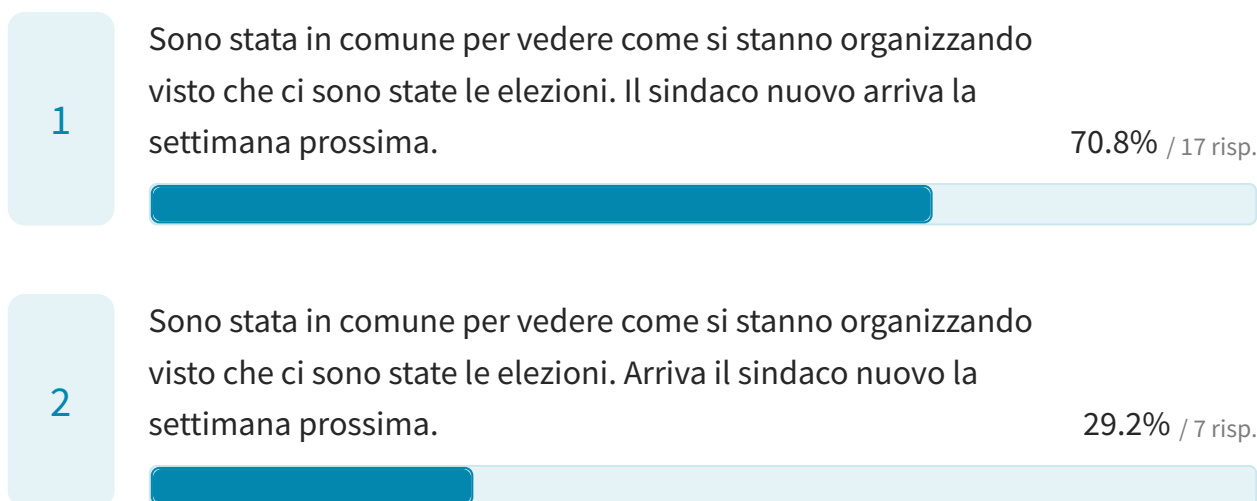 1
Sono stata in comune per vedere come si stanno organizzando
visto che ci sono state le elezioni. Il sindaco nuovo arriva la
settimana prossima.
70.8% / 17 risp.
2
Sono stata in comune per vedere come si stanno organizzando
visto che ci sono state le elezioni. Arriva il sindaco nuovo la
settimana prossima.
29.2% / 7 risp.